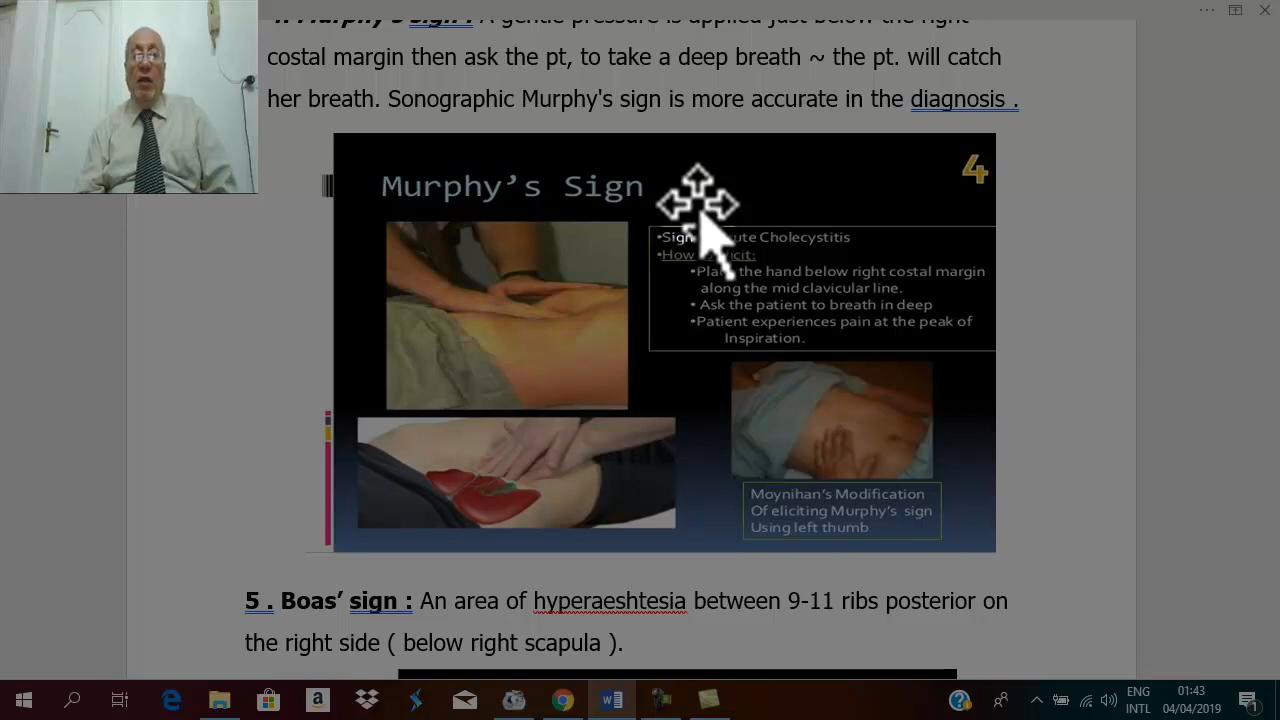 costal margin then ask the pt, to take a deep breath ~ the pt. will catch
her breath. Sonographic Murphy's sign is more accurate in the diagnosis .
Murphy’s Sign
4
Cholecystitis
the hand below right costal margin
along the mid clavicular line.
• Ask the patient to breath in deep
•Patient experiences pain at the peak of
Inspiration.
Moynihan’s Modification
Of eliciting Murphy’s sign
Using left thumb
5 . Boas’ sign : An area of hyperaeshtesia between 9-11 ribs posterior on
the right side ( below right scapula ).
ENG
INTL
01:43
04/04/2019
1